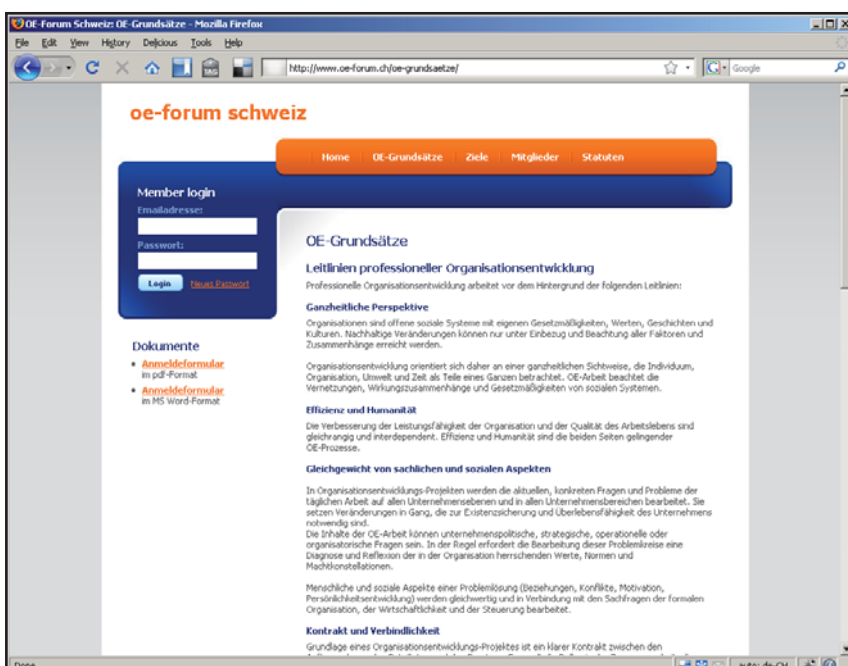 OE-Forum Schweiz: OE-Grundsätze - Mozilla Firefox
File Edit View History Delicious Tools Help
TAG
http://www.oe-forum.ch/oe-grundsaetze/
G Google
oe-forum schweiz
Home OE-Grundsätze Ziele Mitglieder Statuten
Member login
Emailadresse:
Passwort:
Login Neues Passwort
Dokumente
Anmeldeformular
im pdf-Format
Anmeldeformular
im MS Word-Format
OE-Grundsätze
Leitlinien professioneller Organisationsentwicklung
Professionelle Organisationsentwicklung arbeitet vor dem Hintergrund der folgenden Leitlinien:
Ganzheitliche Perspektive
Organisationen sind offene soziale Systeme mit eigenen Gesetzmäßigkeiten, Werten, Geschichten und
Kulturen. Nachhaltige Veränderungen können nur unter Einbezug und Beachtung aller Faktoren und
Zusammenhänge erreicht werden.
Organisationsentwicklung orientiert sich daher an einer ganzheitlichen Sichtweise, die Individuum,
Organisation, Umwelt und Zeit als Teile eines Ganzen betrachtet. OE-Arbeit beachtet die
Vernetzungen, Wirkungszusammenhänge und Gesetzmäßigkeiten von sozialen Systemen.
Effizienz und Humanität
Die Verbesserung der Leistungsfähigkeit der Organisation und der Qualität des Arbeitslebens sind
gleichrangig und interdependent. Effizienz und Humanität sind die beiden Seiten gelingender
OE-Prozesse.
Gleichgewicht von sachlichen und sozialen Aspekten
In Organisationsentwicklungs-Projekten werden die aktuellen, konkreten Fragen und Probleme der
täglichen Arbeit auf allen Unternehmensebenen und in allen Unternehmensbereichen bearbeitet. Sie
setzen Veränderungen in Gang, die zur Existenzsicherung und Überlebensfähigkeit des Unternehmens
notwendig sind.
Die Inhalte der OE-Arbeit können unternehmenspolitische, strategische, operationelle oder
organisatorische Fragen sein. In der Regel erfordert die Bearbeitung dieser Problemkreise eine
Diagnose und Reflexion der in der Organisation herrschenden Werte, Normen und
Machtkonstellationen.
Menschliche und soziale Aspekte einer Problemlösung (Beziehungen, Konflikte, Motivation,
Persönlichkeitsentwicklung) werden gleichwertig und in Verbindung mit den Sachfragen der formalen
Organisation, der Wirtschaftlichkeit und der Steuerung bearbeitet.
Kontrakt und Verbindlichkeit
Grundlage eines Organisationsentwicklungs-Projektes ist ein klarer Kontrakt zwischen den
Done auto: de-CH